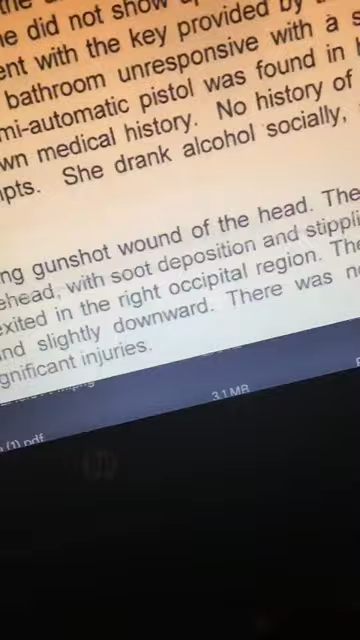 he did not show
ent with the key provided by
bathroom unresponsive with a s
mi-automatic pistol was found in
wn medical history. No history of
pts. She drank alcohol socially,
ng gunshot wound of the head. The
ehead, with soot deposition and stippli
exited in the right occipital region. The
nd slightly downward. There was n
gnificant injuries.
3.1 MB
(1).pdf